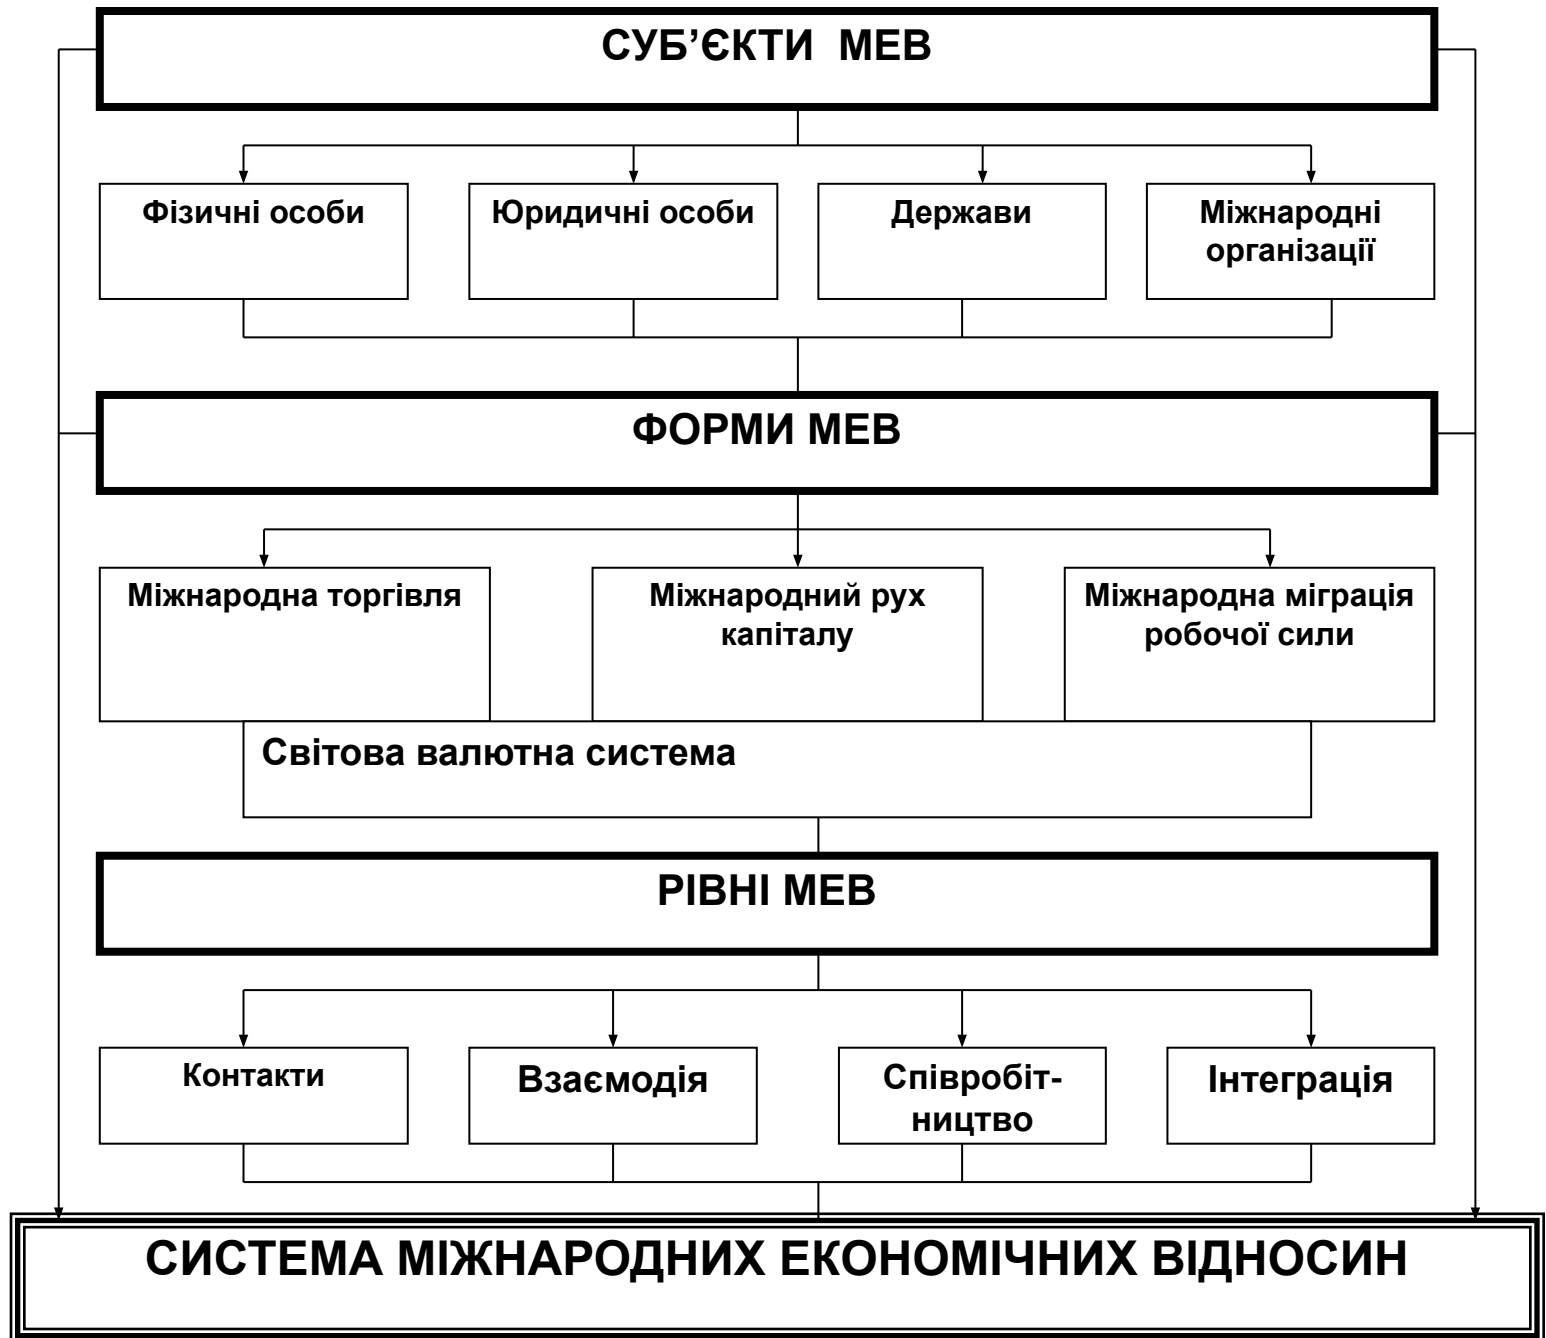 СУБ’ЄКТИ МЕВ
Фізичні особи
Юридичні особи
Держави
Міжнародні
організації
ФОРМИ МЕВ
Міжнародна торгівля
Міжнародний рух
капіталу
Міжнародна міграція
робочої сили
Світова валютна система
РІВНІ МЕВ
Контакти
Взаємодія
Співробіт-
ництво
Інтеграція
СИСТЕМА МІЖНАРОДНИХ ЕКОНОМІЧНИХ ВІДНОСИН